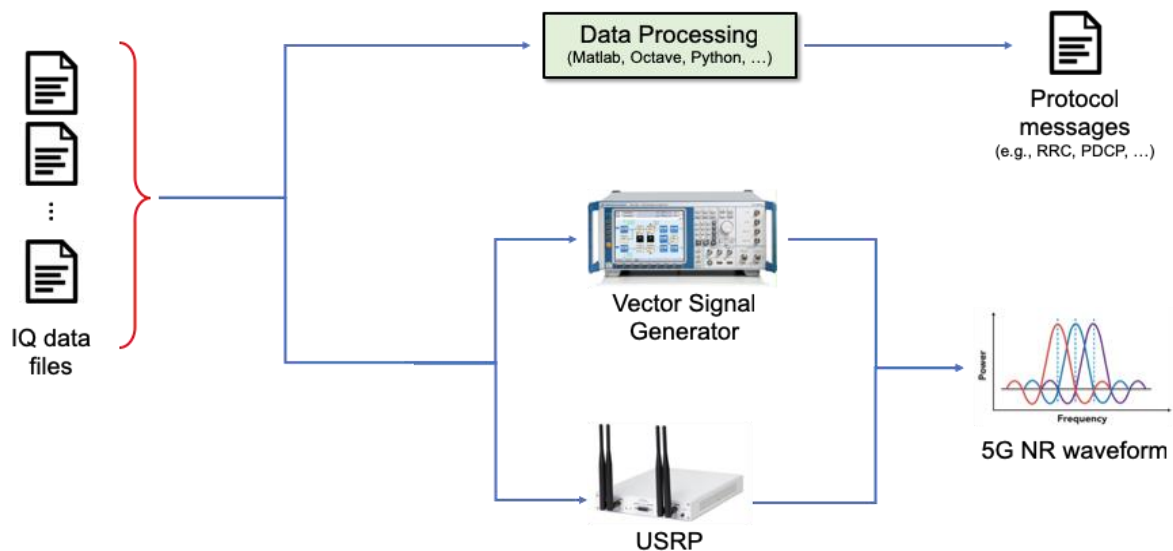 Data Processing
(Matlab, Octave, Python, …)
Protocol
messages
(e.g., RRC, PDCP, …)
...
IQ data
files
Vector Signal
Generator
Power
Frequency
5G NR waveform
USRP